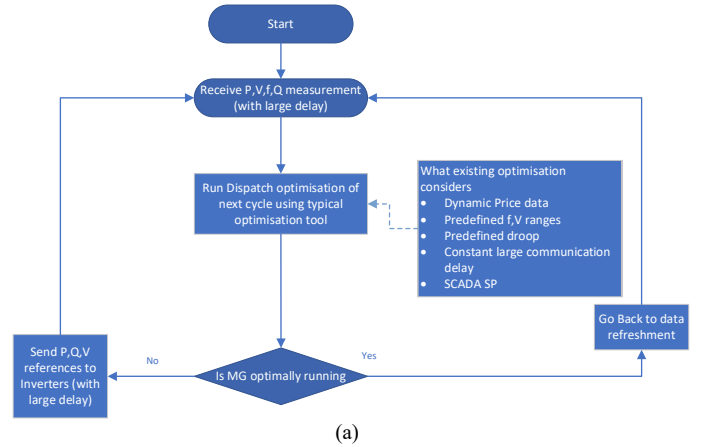 Start
Receive P,V,f,Q measurement
(with large delay)
Run Dispatch optimisation of
next cycle using typical
optimisation tool
What existing optimisation
considers
• Dynamic Price data
• Predefined f,V ranges
• Predefined droop
• Constant large communication
delay
• SCADA SP
Go Back to data
refreshment
Send P,Q,V
references to
Inverters (with
large delay)
No
Is MG optimally running
Yes
(a)